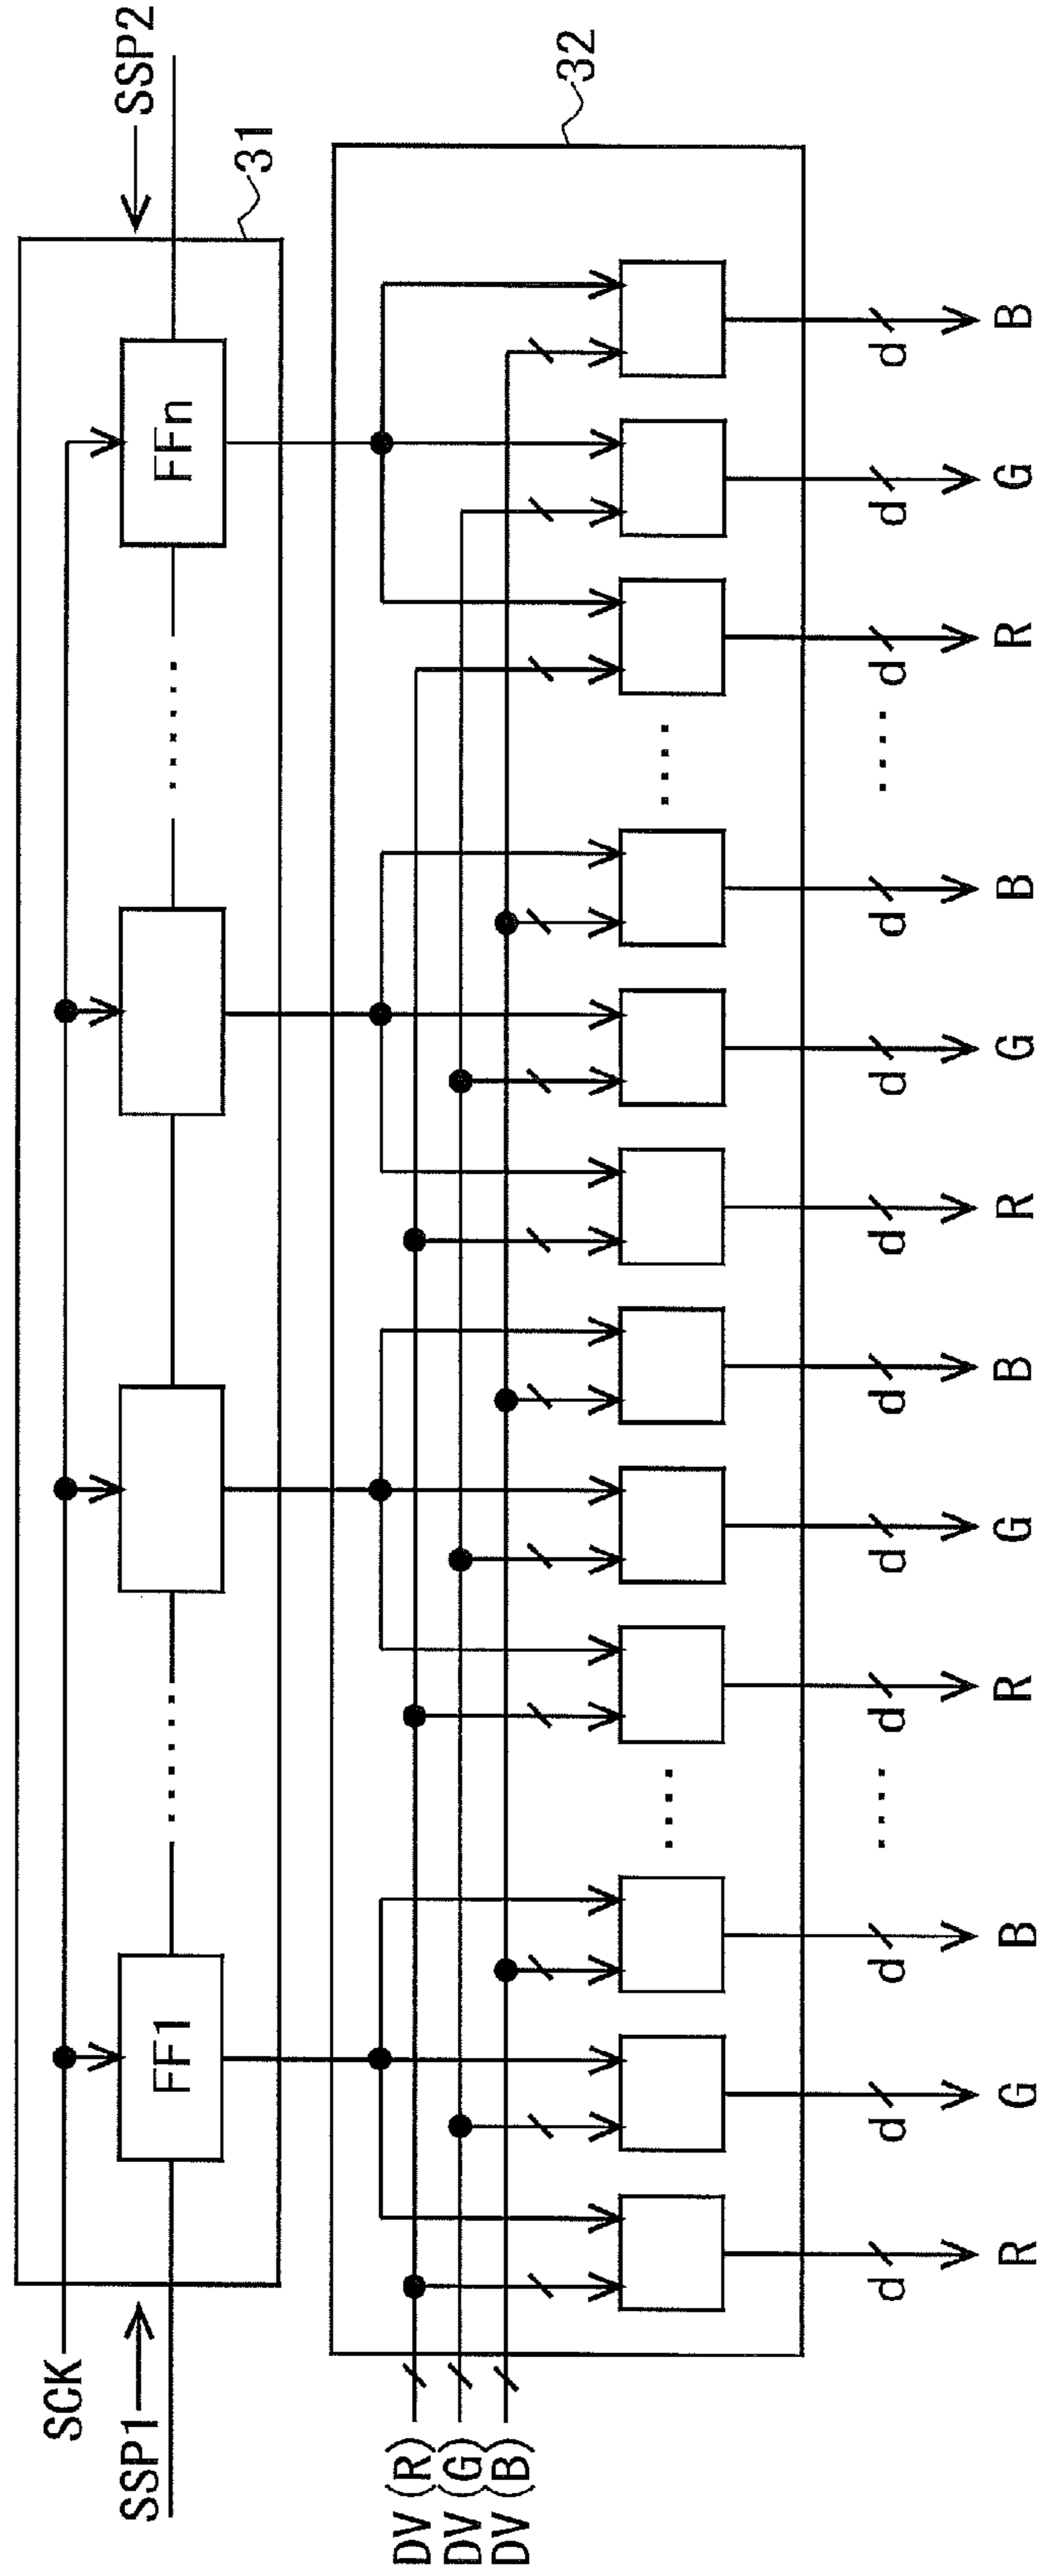 SCK
SSP1
SSP2
31
FF1
FFn
32
DV(R)
DV(G)
DV(B)
d d d d d d d d d d d d
R G B R G B R G B R G B